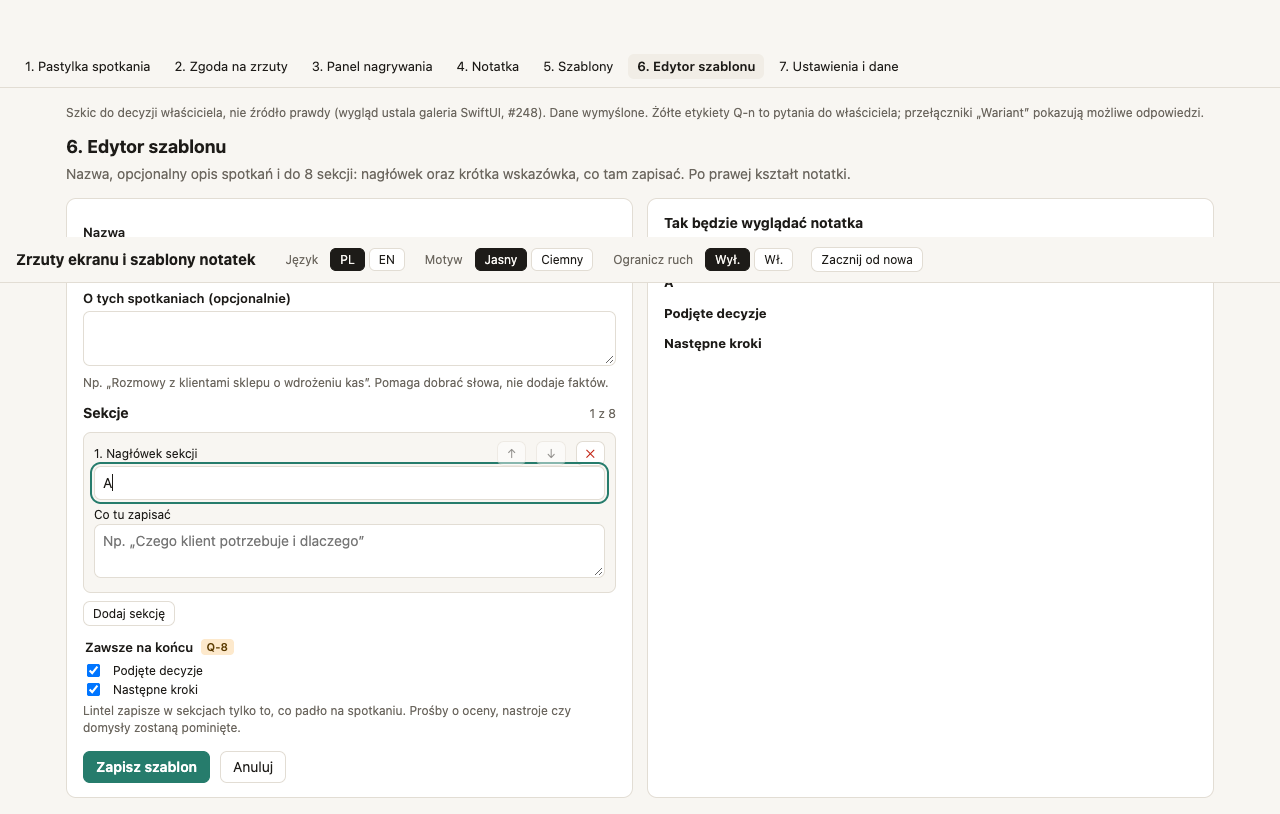 1. Pastylka spotkania 2. Zgoda na zrzuty 3. Panel nagrywania 4. Notatka 5. Szablony 6. Edytor szablonu 7. Ustawienia i dane
Szkic do decyzji właściciela, nie źródło prawdy (wygląd ustala galeria SwiftUI, #248). Dane wymyślone. Żółte etykiety Q-n to pytania do właściciela; przełączniki „Wariant” pokazują możliwe odpowiedzi.
6. Edytor szablonu
Nazwa, opcjonalny opis spotkań i do 8 sekcji: nagłówek oraz krótka wskazówka, co tam zapisać. Po prawej kształt notatki.
Nazwa
Tak będzie wyglądać notatka
Zrzuty ekranu i szablony notatek Język PL EN Motyw Jasny Ciemny Ogranicz ruch Wył. Wł. Zacznij od nowa
A
O tych spotkaniach (opcjonalnie)
Podjęte decyzje
Następne kroki
Np. „Rozmowy z klientami sklepu o wdrożeniu kas”. Pomaga dobrać słowa, nie dodaje faktów.
Sekcje 1 z 8
1. Nagłówek sekcji ↑ ↓ ✕
A
Co tu zapisać
Np. „Czego klient potrzebuje i dlaczego”
Dodaj sekcję
Zawsze na końcu Q-8
Podjęte decyzje
Następne kroki
Lintel zapisze w sekcjach tylko to, co padło na spotkaniu. Prośby o oceny, nastroje czy
domysły zostaną pominięte.
Zapisz szablon Anuluj